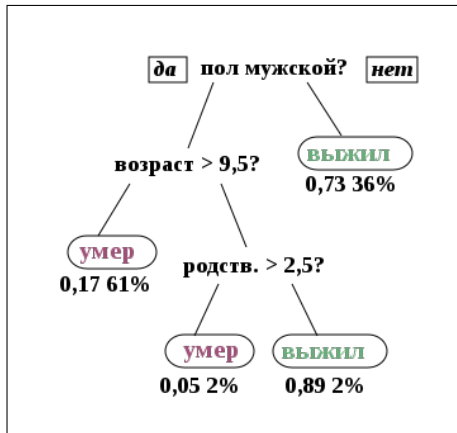 да пол мужской? нет
выжил
возраст > 9,5?
0,73 36%
умер
родств. > 2,5?
0,17 61%
умер выжил
0,05 2% 0,89 2%